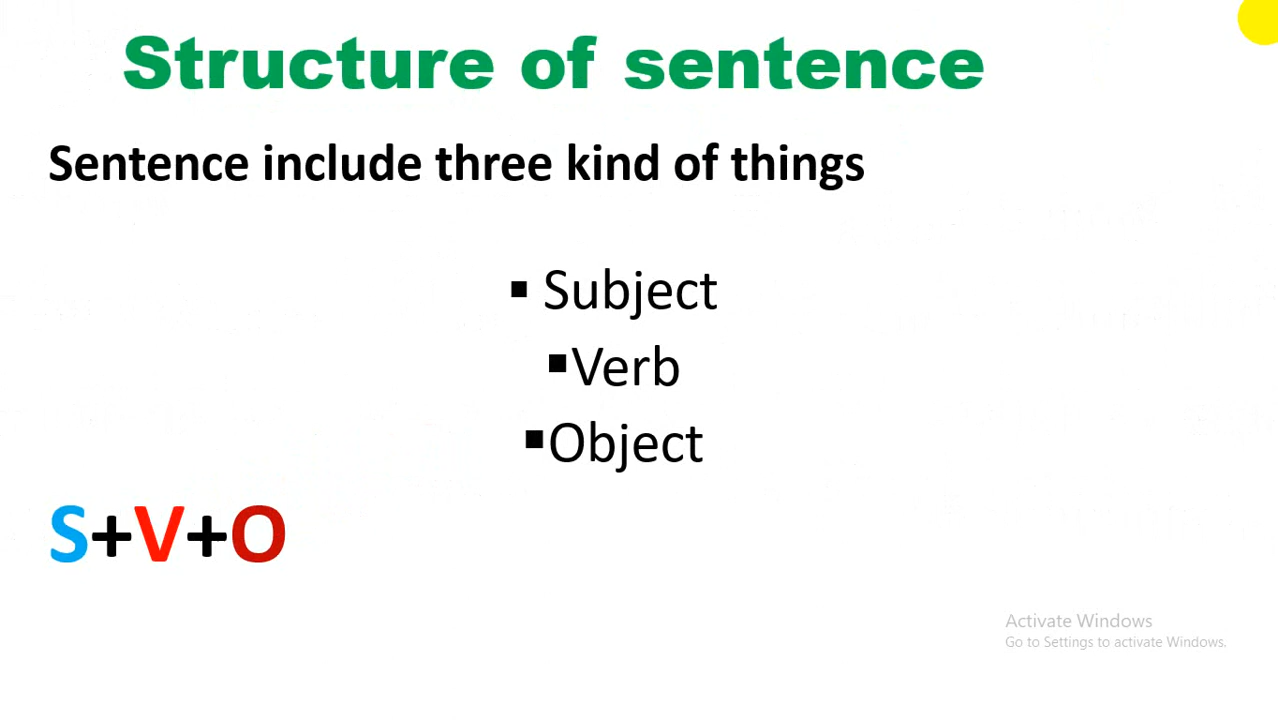 Structure of sentence
Sentence include three kind of things
▪ Subject
▪Verb
▪Object
S+V+O
Activate Windows
Go to Settings to activate Windows.